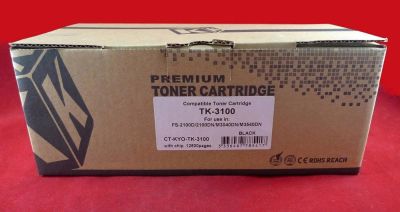 PREMIUM
TONER CARTRIDGE
Compatible Toner Cartridge
TK-3100
For use in:
FS-2100D/2100DN/M3040DN/M3540DN
BLACK
CT-KYO-TK-3100
with chip, 12500pages
CE ROHS REACH